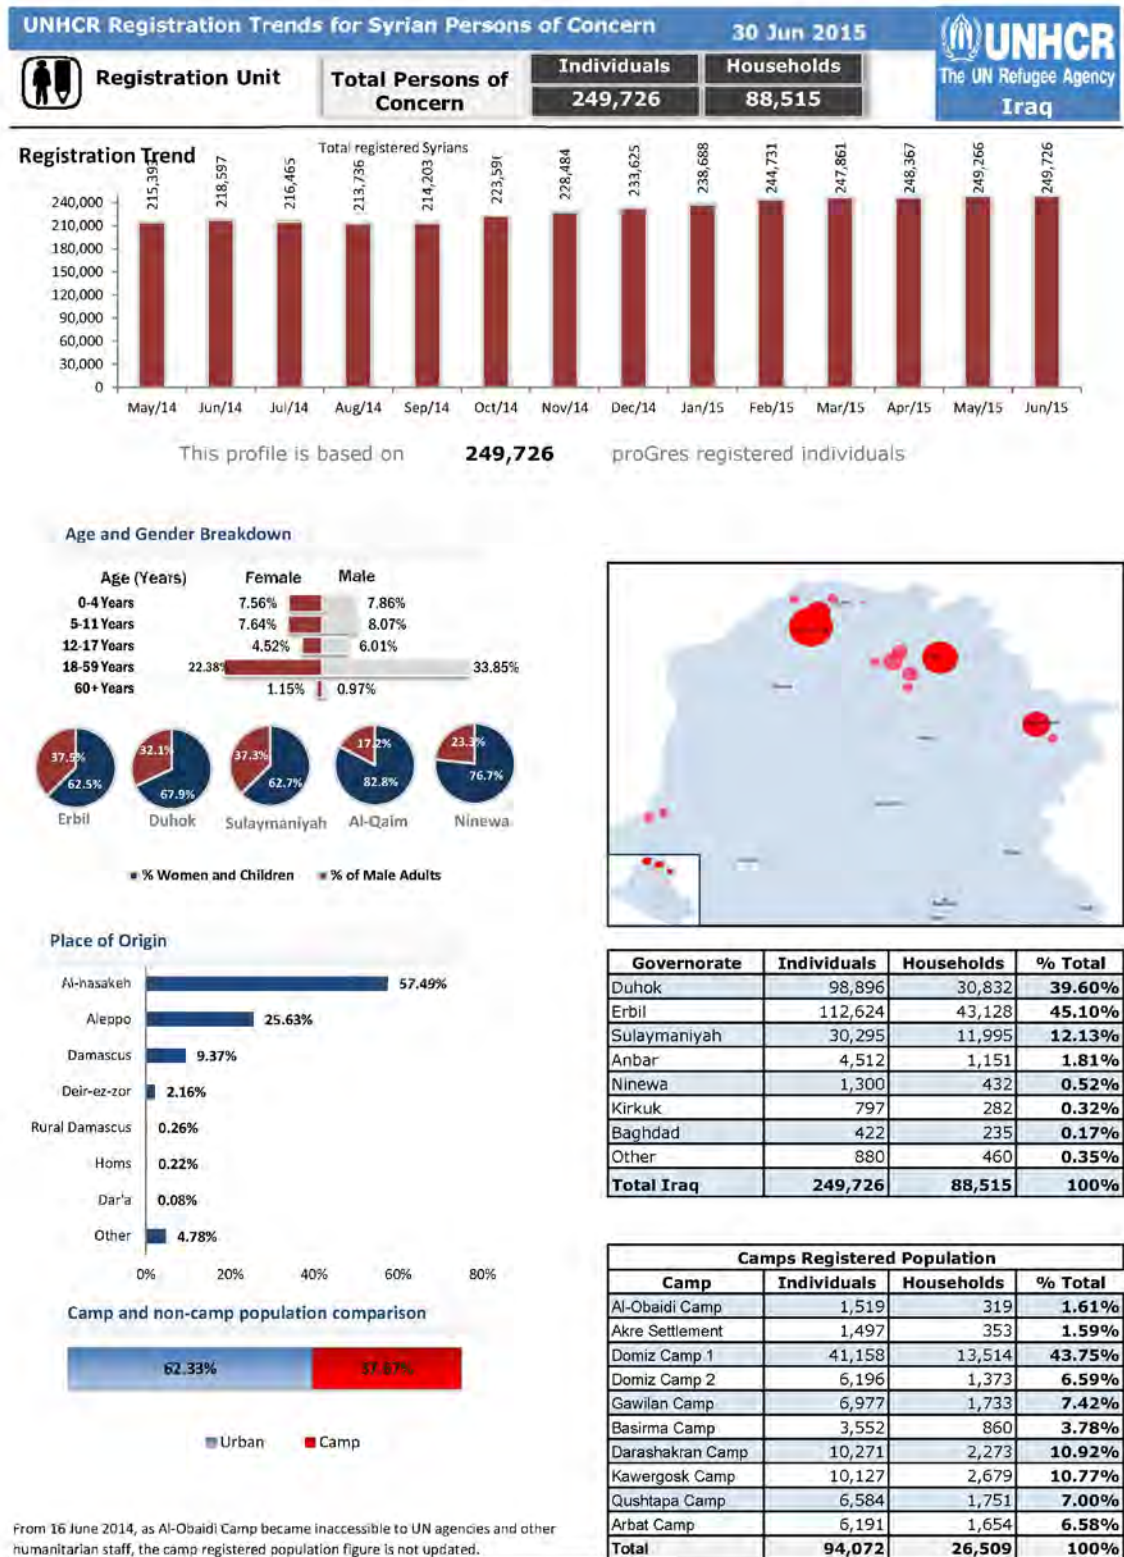 UNHCR Registration Trends for Syrian Persons of Concern
30 Jun 2015
UNHCR
The UN Refugee Agency
Iraq
Registration Unit
Total Persons of
Concern
Individuals Households
249,726 88,515
Registration Trend
Total registered Syrians
218,597 216,465 213,736 214,203 228,484 233,625 238,688 244,731 247,861 248,367 249,266 249,726
240,000
210,000
180,000
150,000
120,000
90,000
60,000
30,000
0
May/14 Jun/14 Jul/14 Aug/14 Sep/14 Oct/14 Nov/14 Dec/14 Jan/15 Feb/15 Mar/15 Apr/15 May/15 Jun/15
This profile is based on 249,726 proGres registered individuals
Age and Gender Breakdown
Age (Years) Female Male
0-4 Years 7.56% 7.86%
5-11 Years 7.64% 8.07%
12-17 Years 4.52% 6.01%
18-59 Years 22.38% 33.85%
60+ Years 1.15% 0.97%
37.5% 62.5%
32.1% 67.9%
37.3% 62.7%
17.2% 82.8%
23.3% 76.7%
Erbil Duhok Sulaymaniyah Al-Qaim Ninewa
% Women and Children % of Male Adults
Place of Origin
Al-hasakeh 57.49%
Aleppo 25.63%
Damascus 9.37%
Deir-ez-zor 2.16%
Rural Damascus 0.26%
Homs 0.22%
Dar'a 0.08%
Other 4.78%
0% 20% 40% 60% 80%
Camp and non-camp population comparison
62.33% 37.67%
Urban Camp
From 16 June 2014, as Al-Obaidi Camp became inaccessible to UN agencies and other
humanitarian staff, the camp registered population figure is not updated.
Governorate Individuals Households % Total
Duhok 98,896 30,832 39.60%
Erbil 112,624 43,128 45.10%
Sulaymaniyah 30,295 11,995 12.13%
Anbar 4,512 1,151 1.81%
Ninewa 1,300 432 0.52%
Kirkuk 797 282 0.32%
Baghdad 422 235 0.17%
Other 880 460 0.35%
Total Iraq 249,726 88,515 100%
Camps Registered Population
Camp Individuals Households % Total
Al-Obaidi Camp 1,519 319 1.61%
Akre Settlement 1,497 353 1.59%
Domiz Camp 1 41,158 13,514 43.75%
Domiz Camp 2 6,196 1,373 6.59%
Gawilan Camp 6,977 1,733 7.42%
Basirma Camp 3,552 860 3.78%
Darashakran Camp 10,271 2,273 10.92%
Kawergosk Camp 10,127 2,679 10.77%
Qushtapa Camp 6,584 1,751 7.00%
Arbat Camp 6,191 1,654 6.58%
Total 94,072 26,509 100%